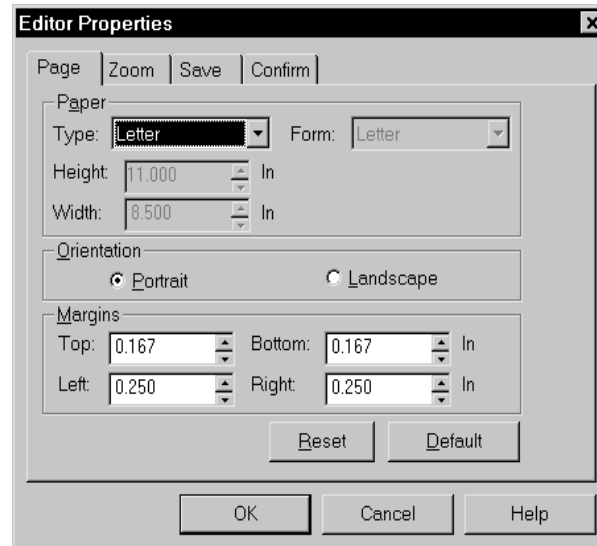 Editor Properties
Page Zoom Save Confirm
Paper
Type: Letter Form: Letter
Height: 11.000 In
Width: 8.500 In
Orientation
Portrait Landscape
Margins
Top: 0.167 Bottom: 0.167 In
Left: 0.250 Right: 0.250 In
Reset Default
OK Cancel Help